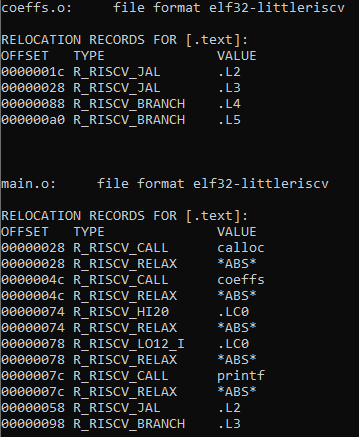 coeffs.o:     file format elf32-littleriscv
RELOCATION RECORDS FOR [.text]:
OFFSET   TYPE              VALUE
0000001c R_RISCV_JAL       .L2
00000028 R_RISCV_JAL       .L3
00000088 R_RISCV_BRANCH    .L4
000000a0 R_RISCV_BRANCH    .L5
main.o:     file format elf32-littleriscv
RELOCATION RECORDS FOR [.text]:
OFFSET   TYPE              VALUE
00000028 R_RISCV_CALL      calloc
00000028 R_RISCV_RELAX     *ABS*
0000004c R_RISCV_CALL      coeffs
0000004c R_RISCV_RELAX     *ABS*
00000074 R_RISCV_HI20      .LC0
00000074 R_RISCV_RELAX     *ABS*
00000078 R_RISCV_LO12_I    .LC0
00000078 R_RISCV_RELAX     *ABS*
0000007c R_RISCV_CALL      printf
0000007c R_RISCV_RELAX     *ABS*
00000058 R_RISCV_JAL       .L2
00000098 R_RISCV_BRANCH    .L3